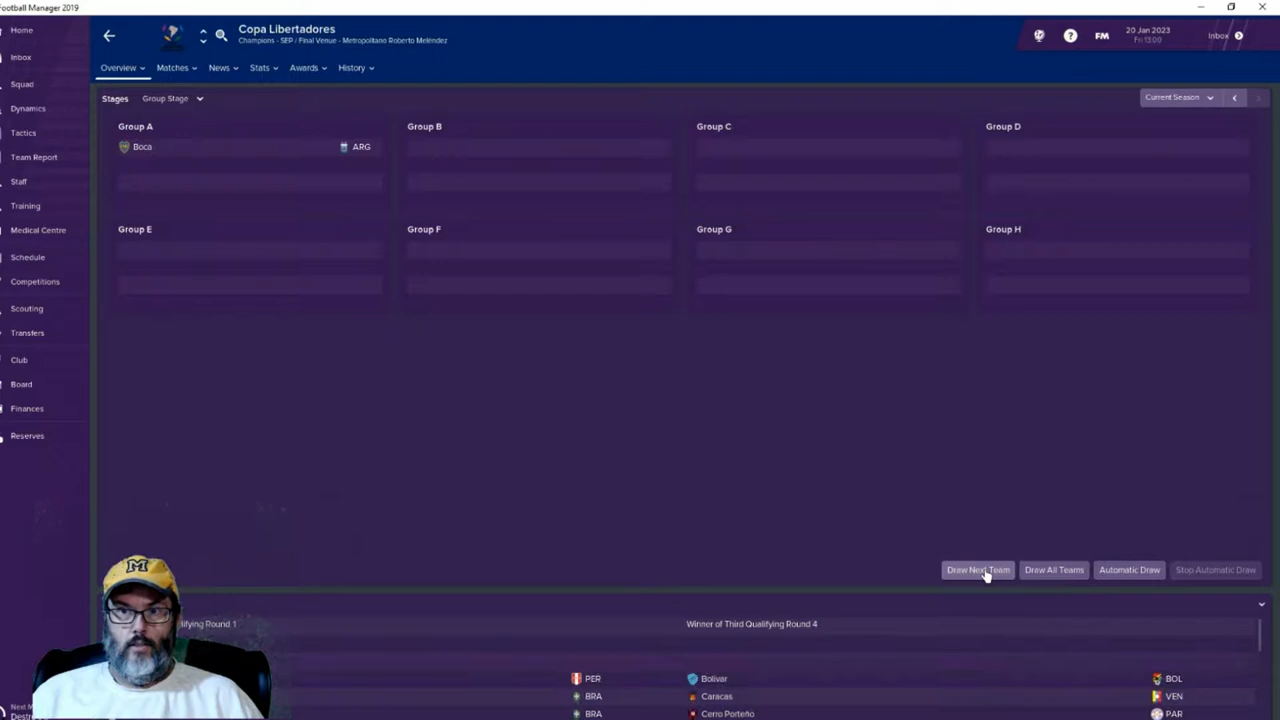 Football Manager 2019
Home
Inbox
Squad
Dynamics
Tactics
Team Report
Staff
Training
Medical Centre
Schedule
Competitions
Scouting
Transfers
Club
Board
Finances
Reserves
Copa Libertadores
Champions - SEP / Final Venue - Metropolitano Roberto Meléndez
FM
20 Jan 2023
Fri 13:00
Inbox
Overview Matches News Stats Awards History
Stages Group Stage
Current Season
Group A Group B Group C Group D
Boca ARG
Group E Group F Group G Group H
Draw Next Team Draw All Teams Automatic Draw Stop Automatic Draw
lifying Round 1 Winner of Third Qualifying Round 4
PER Bolívar BOL
BRA Caracas VEN
BRA Cerro Porteño PAR
M